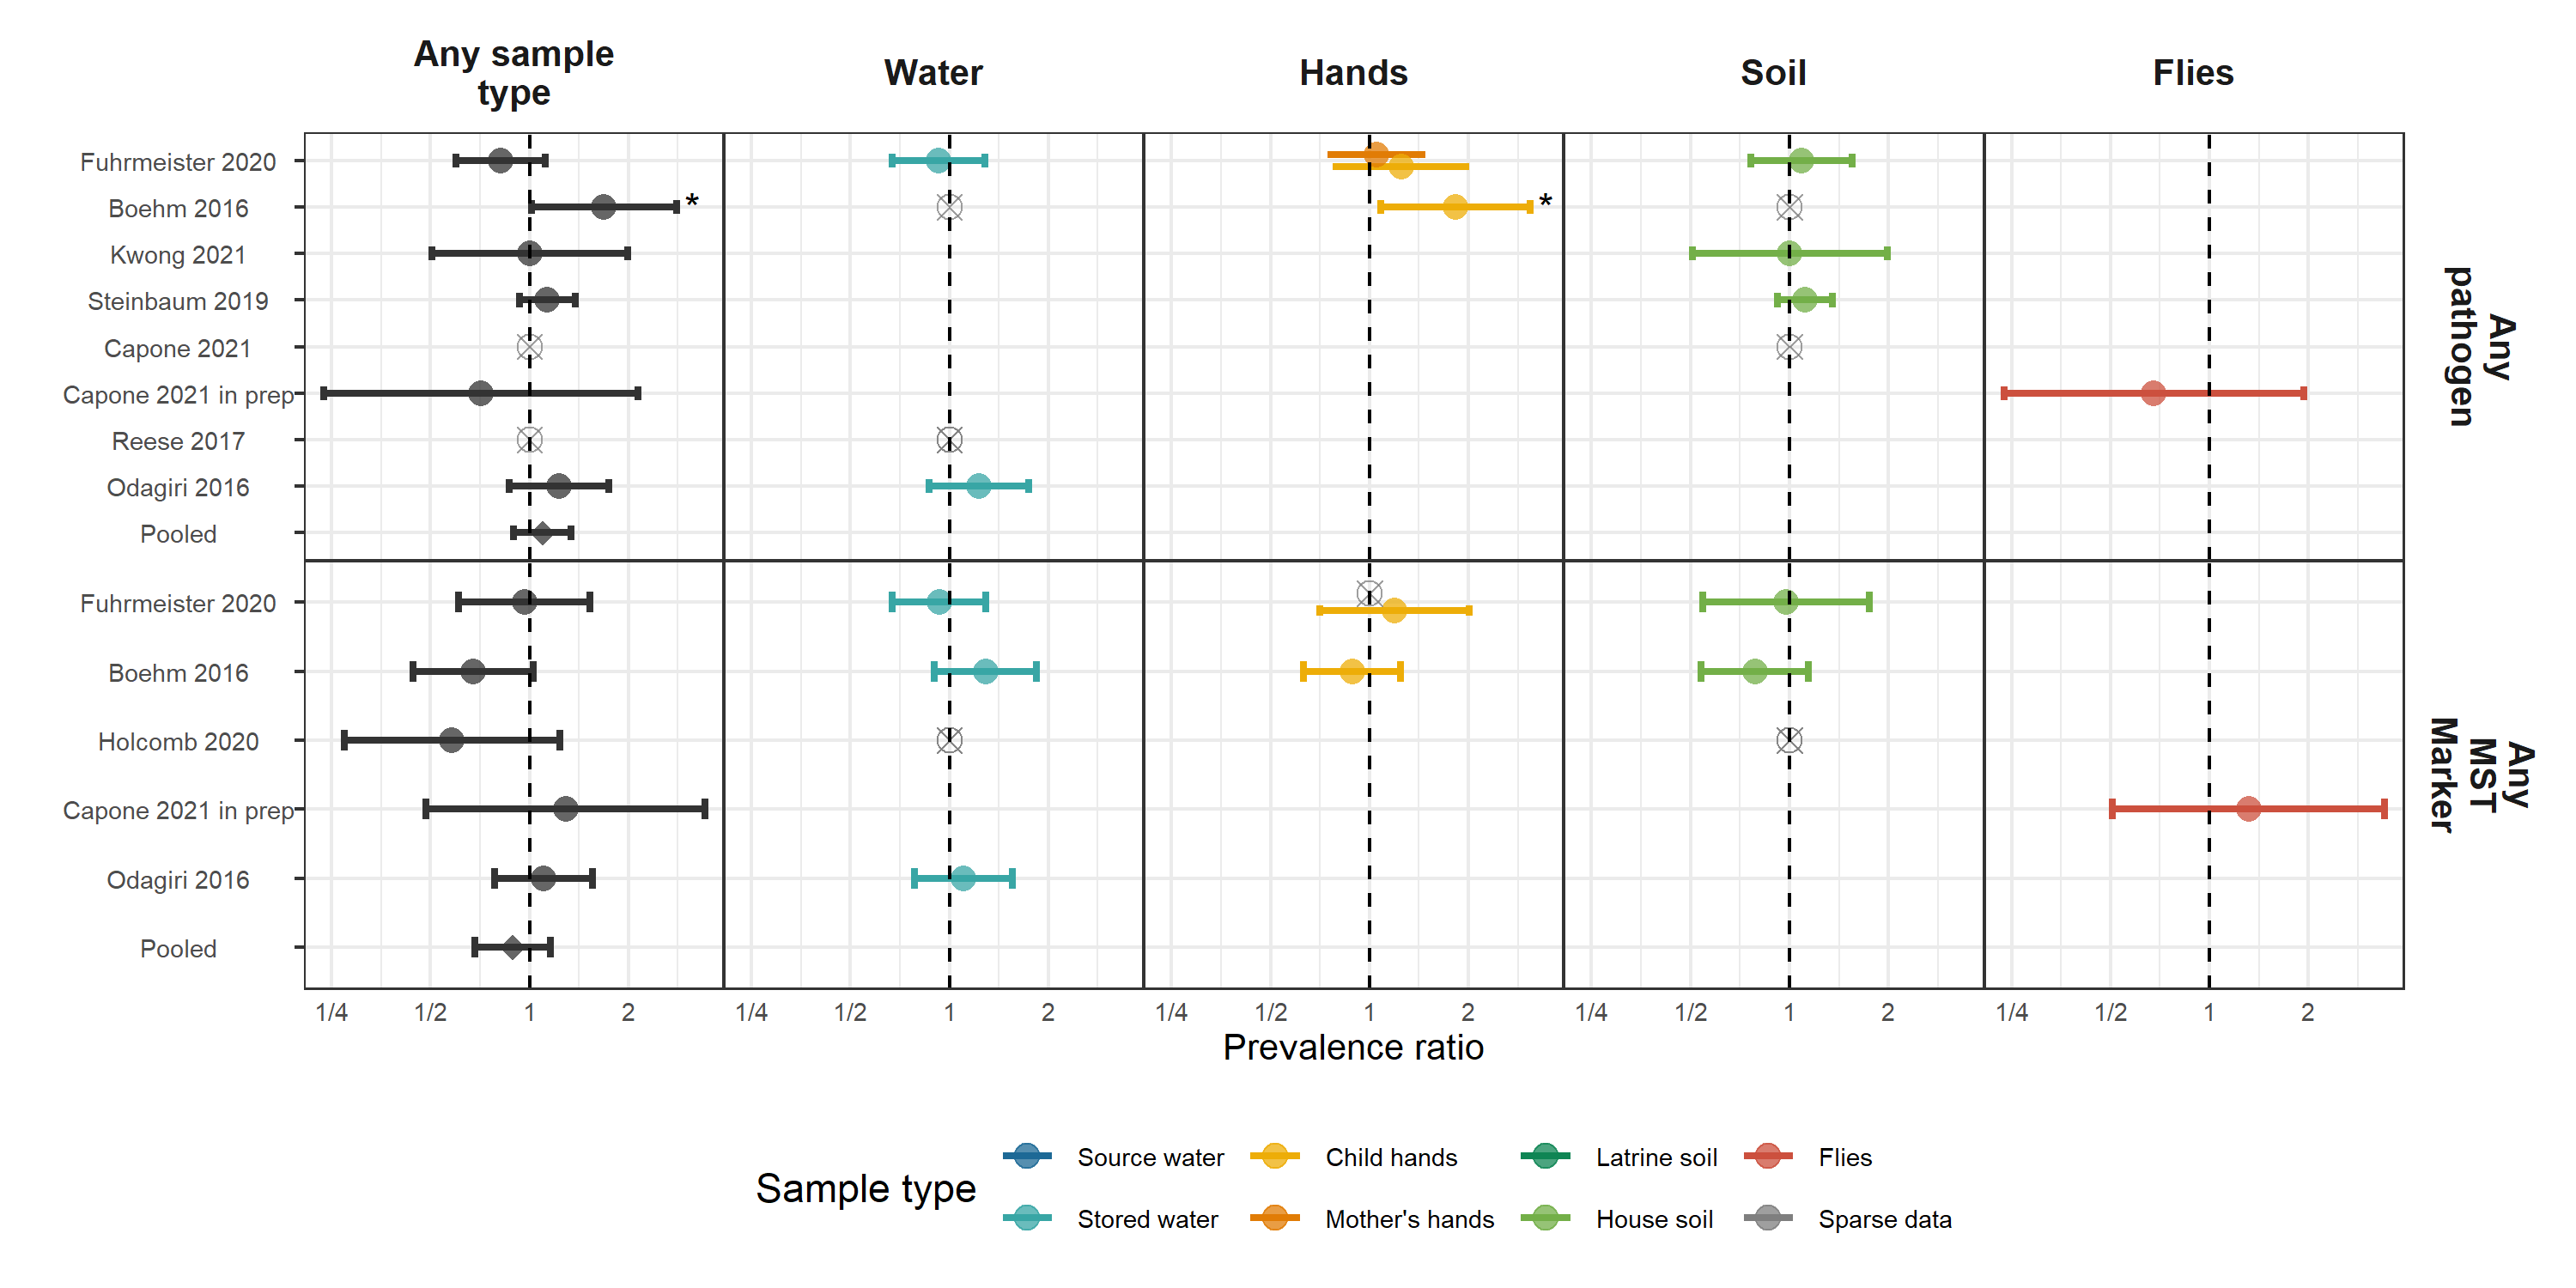 Any sample
type
Water
Hands
Soil
Flies
Fuhrmeister 2020
Boehm 2016
*
*
Kwong 2021
Steinbaum 2019
Capone 2021
Capone 2021 in prep
Reese 2017
Odagiri 2016
Pooled
Any
pathogen
Fuhrmeister 2020
Boehm 2016
Holcomb 2020
Capone 2021 in prep
Odagiri 2016
Pooled
Any
MST
Marker
1/4 1/2 1 2 1/4 1/2 1 2 1/4 1/2 1 2 1/4 1/2 1 2 1/4 1/2 1 2
Prevalence ratio
Sample type
Source water Child hands Latrine soil Flies
Stored water Mother's hands House soil Sparse data